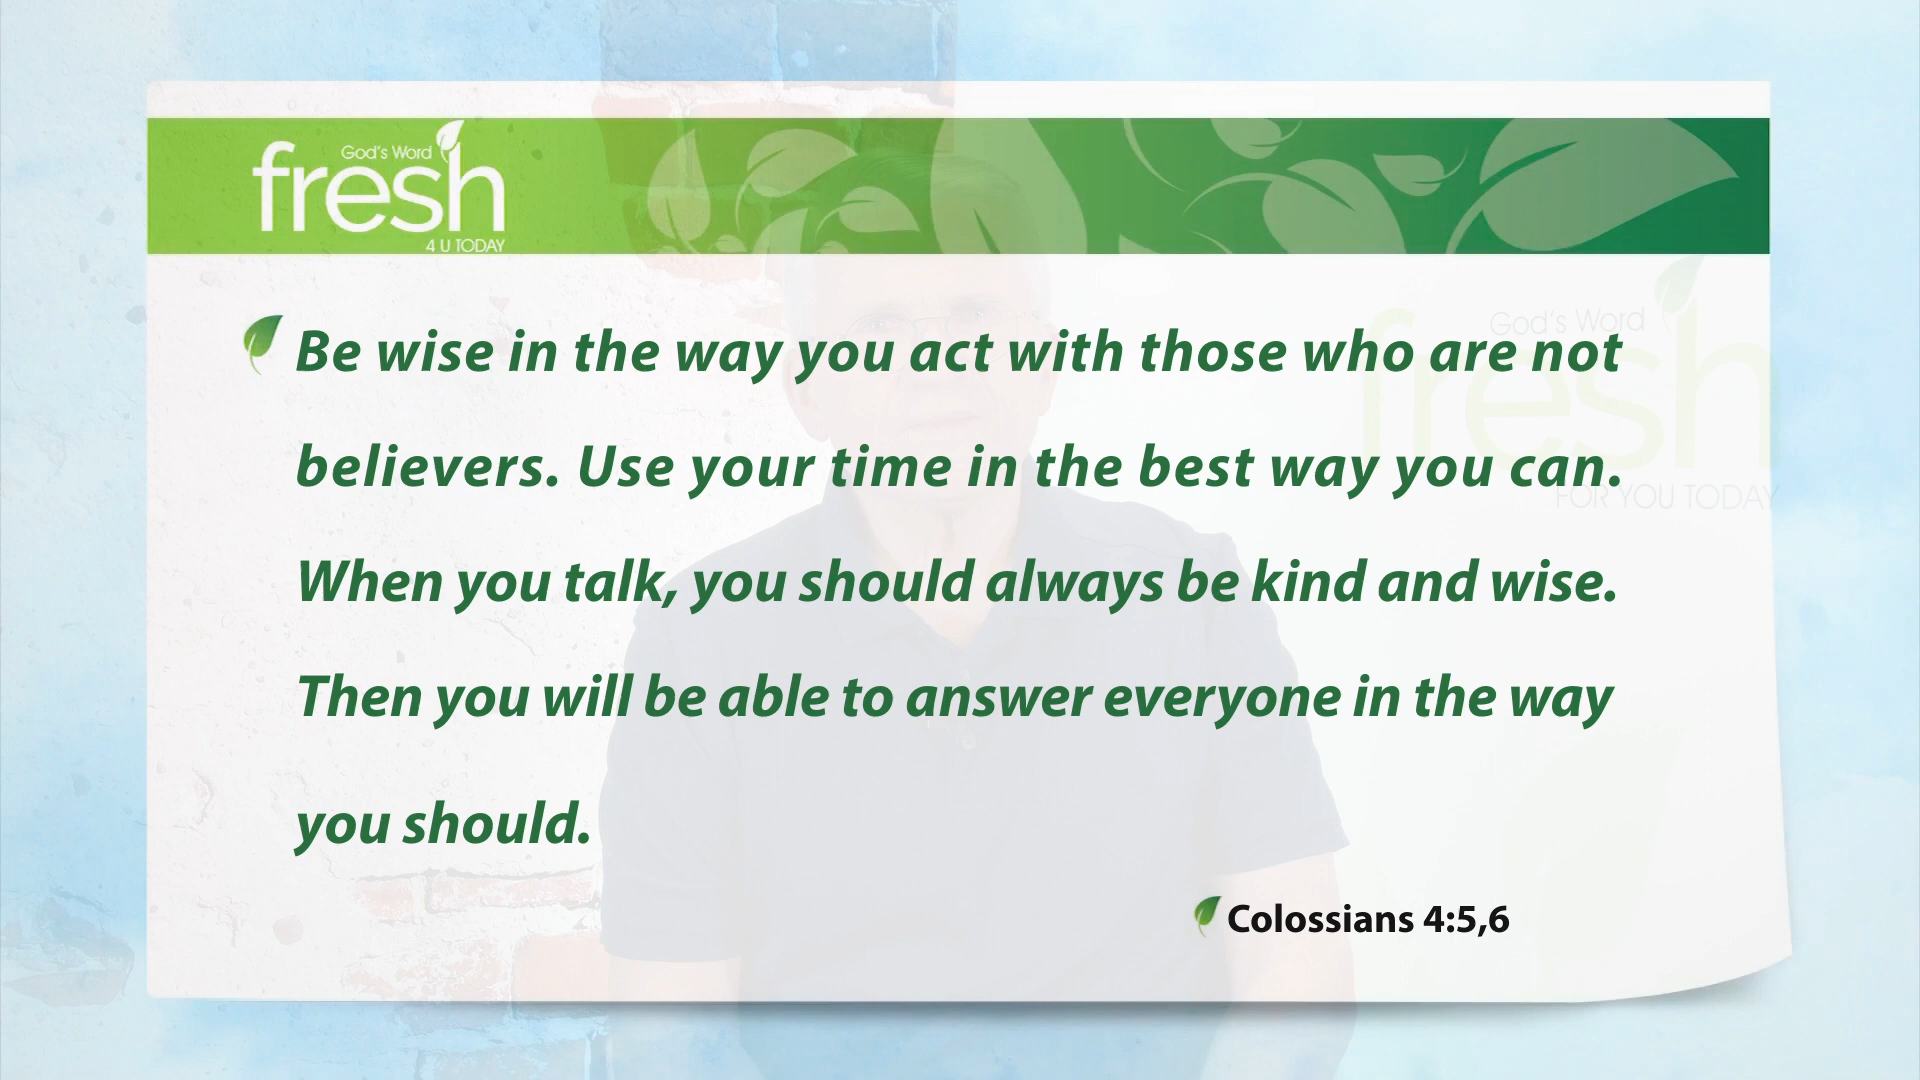 God's Word
fresh
4 U TODAY
God's Word
fresh
FOR YOU TODAY
Be wise in the way you act with those who are not
believers. Use your time in the best way you can.
When you talk, you should always be kind and wise.
Then you will be able to answer everyone in the way
you should.
Colossians 4:5,6